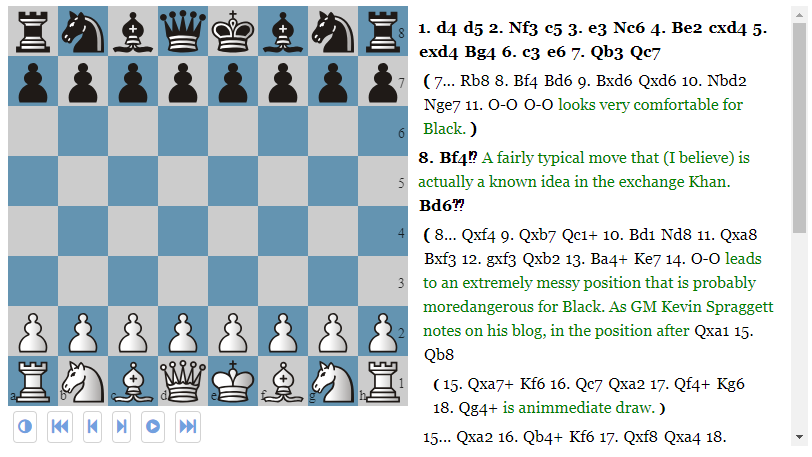 8
7
6
5
4
3
2
1
a b c d e f g h
1. d4 d5 2. Nf3 c5 3. e3 Nc6 4. Be2 cxd4 5.
exd4 Bg4 6. c3 e6 7. Qb3 Qc7
( 7... Rb8 8. Bf4 Bd6 9. Bxd6 Qxd6 10. Nbd2
Nge7 11. O-O O-O looks very comfortable for
Black. )
8. Bf4⁉ A fairly typical move that (I believe) is
actually a known idea in the exchange Khan.
Bd6⁇
( 8... Qxf4 9. Qxb7 Qc1+ 10. Bd1 Nd8 11. Qxa8
Bxf3 12. gxf3 Qxb2 13. Ba4+ Ke7 14. O-O leads
to an extremely messy position that is probably
moredangerous for Black. As GM Kevin Spraggett
notes on his blog, in the position after Qxa1 15.
Qb8
( 15. Qxa7+ Kf6 16. Qc7 Qxa2 17. Qf4+ Kg6
18. Qg4+ is animmediate draw. )
15... Qxa2 16. Qb4+ Kf6 17. Qxf8 Qxa4 18.